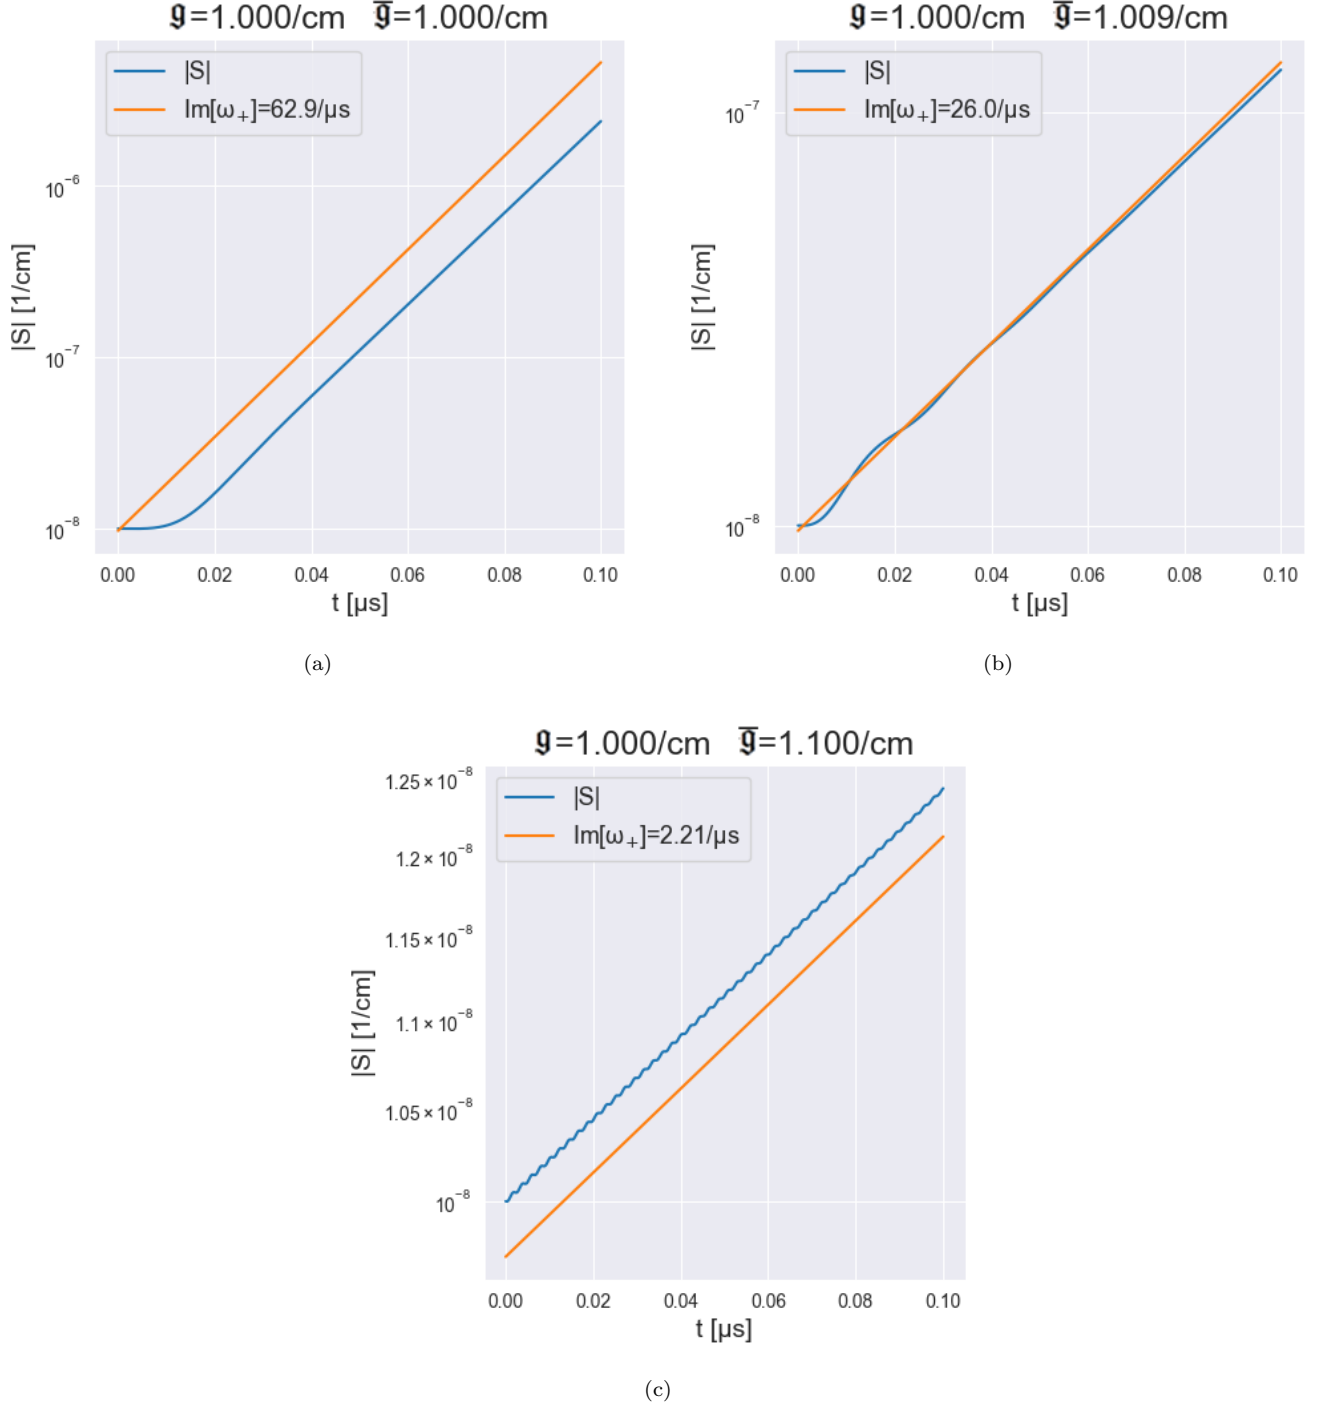 𝖌=1.000/cm 𝖌̅=1.000/cm
|S|
Im[ω₊]=62.9/μs
10⁻⁶
10⁻⁷
10⁻⁸
|S| [1/cm]
0.00 0.02 0.04 0.06 0.08 0.10
t [μs]
(a)
𝖌=1.000/cm 𝖌̅=1.009/cm
|S|
Im[ω₊]=26.0/μs
10⁻⁷
10⁻⁸
|S| [1/cm]
0.00 0.02 0.04 0.06 0.08 0.10
t [μs]
(b)
𝖌=1.000/cm 𝖌̅=1.100/cm
|S|
Im[ω₊]=2.21/μs
1.25×10⁻⁸
1.2×10⁻⁸
1.15×10⁻⁸
1.1×10⁻⁸
1.05×10⁻⁸
10⁻⁸
|S| [1/cm]
0.00 0.02 0.04 0.06 0.08 0.10
t [μs]
(c)